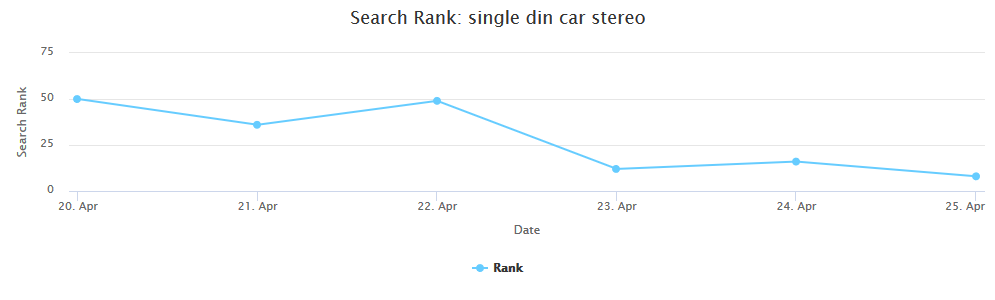 Search Rank: single din car stereo
75
50
25
0
Search Rank
20. Apr 21. Apr 22. Apr 23. Apr 24. Apr 25. Apr
Date
Rank